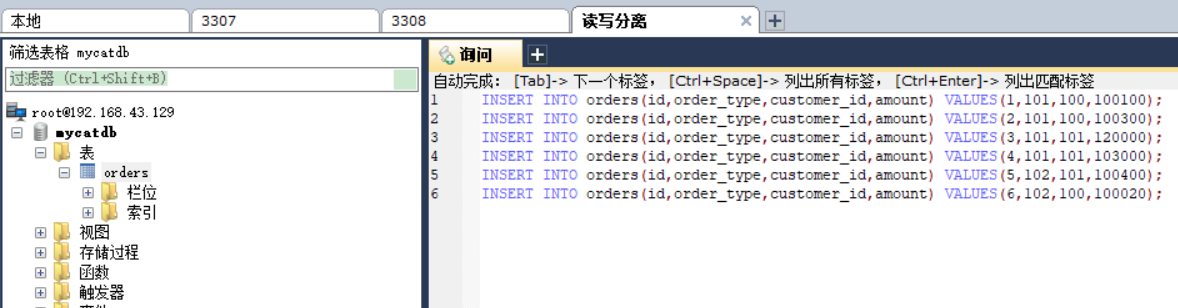 本地 3307 3308 读写分离
筛选表格 mycatdb
过滤器 (Ctrl+Shift+B)
root@192.168.43.129
mycatdb
表
orders
栏位
索引
视图
存储过程
函数
触发器
询问
自动完成: [Tab]-> 下一个标签, [Ctrl+Space]-> 列出所有标签, [Ctrl+Enter]-> 列出匹配标签
1 INSERT INTO orders(id,order_type,customer_id,amount) VALUES(1,101,100,100100);
2 INSERT INTO orders(id,order_type,customer_id,amount) VALUES(2,101,100,100300);
3 INSERT INTO orders(id,order_type,customer_id,amount) VALUES(3,101,101,120000);
4 INSERT INTO orders(id,order_type,customer_id,amount) VALUES(4,101,101,103000);
5 INSERT INTO orders(id,order_type,customer_id,amount) VALUES(5,102,101,100400);
6 INSERT INTO orders(id,order_type,customer_id,amount) VALUES(6,102,100,100020);